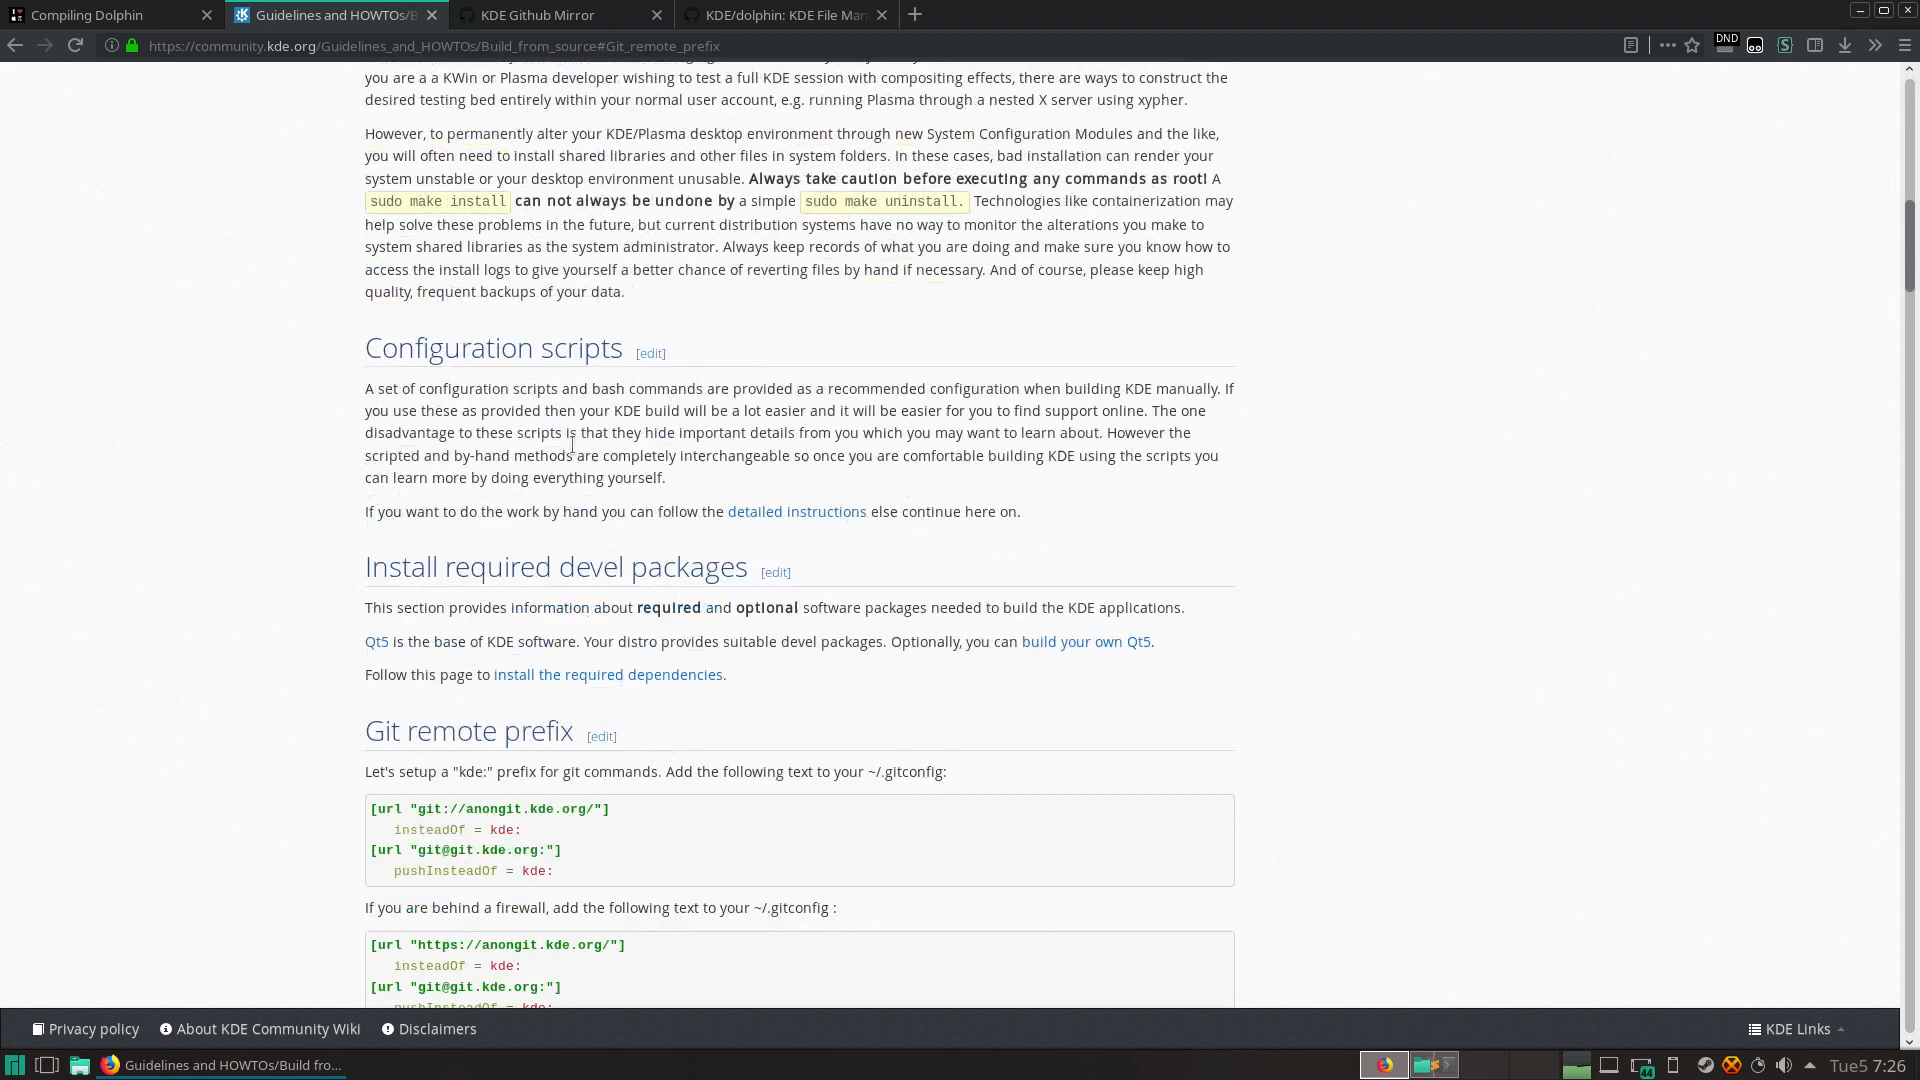 Compiling Dolphin
Guidelines and HOWTOs/B
KDE Github Mirror
KDE/dolphin: KDE File Man
https://community.kde.org/Guidelines_and_HOWTOs/Build_from_source#Git_remote_prefix
DND
you are a a KWin or Plasma developer wishing to test a full KDE session with compositing effects, there are ways to construct the
desired testing bed entirely within your normal user account, e.g. running Plasma through a nested X server using xypher.
However, to permanently alter your KDE/Plasma desktop environment through new System Configuration Modules and the like,
you will often need to install shared libraries and other files in system folders. In these cases, bad installation can render your
system unstable or your desktop environment unusable. Always take caution before executing any commands as root! A
sudo make install can not always be undone by a simple sudo make uninstall. Technologies like containerization may
help solve these problems in the future, but current distribution systems have no way to monitor the alterations you make to
system shared libraries as the system administrator. Always keep records of what you are doing and make sure you know how to
access the install logs to give yourself a better chance of reverting files by hand if necessary. And of course, please keep high
quality, frequent backups of your data.
Configuration scripts [edit]
A set of configuration scripts and bash commands are provided as a recommended configuration when building KDE manually. If
you use these as provided then your KDE build will be a lot easier and it will be easier for you to find support online. The one
disadvantage to these scripts is that they hide important details from you which you may want to learn about. However the
scripted and by-hand methods are completely interchangeable so once you are comfortable building KDE using the scripts you
can learn more by doing everything yourself.
If you want to do the work by hand you can follow the detailed instructions else continue here on.
Install required devel packages [edit]
This section provides information about required and optional software packages needed to build the KDE applications.
Qt5 is the base of KDE software. Your distro provides suitable devel packages. Optionally, you can build your own Qt5.
Follow this page to install the required dependencies.
Git remote prefix [edit]
Let's setup a "kde:" prefix for git commands. Add the following text to your ~/.gitconfig:
[url "git://anongit.kde.org/"]
insteadOf = kde:
[url "git@git.kde.org:"]
pushInsteadOf = kde:
If you are behind a firewall, add the following text to your ~/.gitconfig :
[url "https://anongit.kde.org/"]
insteadOf = kde:
[url "git@git.kde.org:"]
pushInsteadOf = kde:
Privacy policy
About KDE Community Wiki
Disclaimers
KDE Links
Guidelines and HOWTOs/Build fro...
44
Tue5 7:26